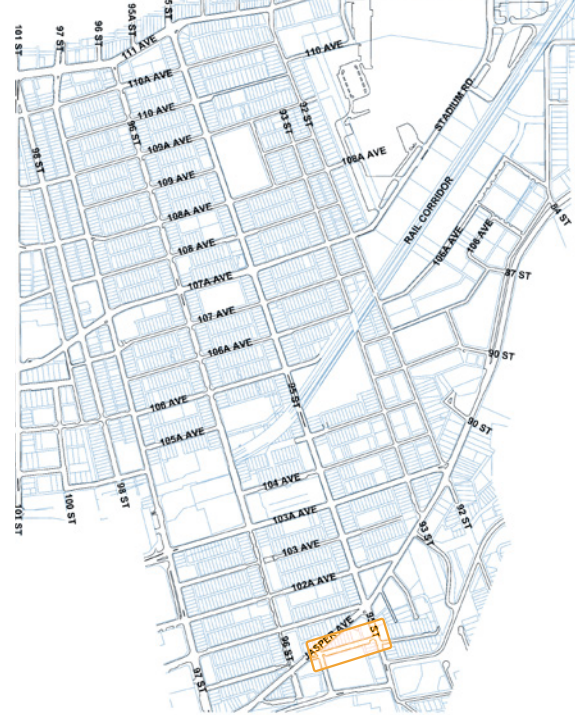 95 ST
95A ST
96 ST
97 ST
101 ST
111 AVE
110 AVE
110A AVE
STADIUM RD
110 AVE
93 ST
92 ST
96 ST
109A AVE
98 ST
108A AVE
109 AVE
RAIL CORRIDOR
84 ST
106A AVE
106 AVE
108A AVE
108 AVE
87 ST
107A AVE
107 AVE
106A AVE
90 ST
95 ST
106 AVE
90 ST
105A AVE
104 AVE
98 ST
100 ST
101 ST
103A AVE
92 ST
93 ST
103 AVE
102A AVE
JASPER AVE
95 ST
96 ST
97 ST